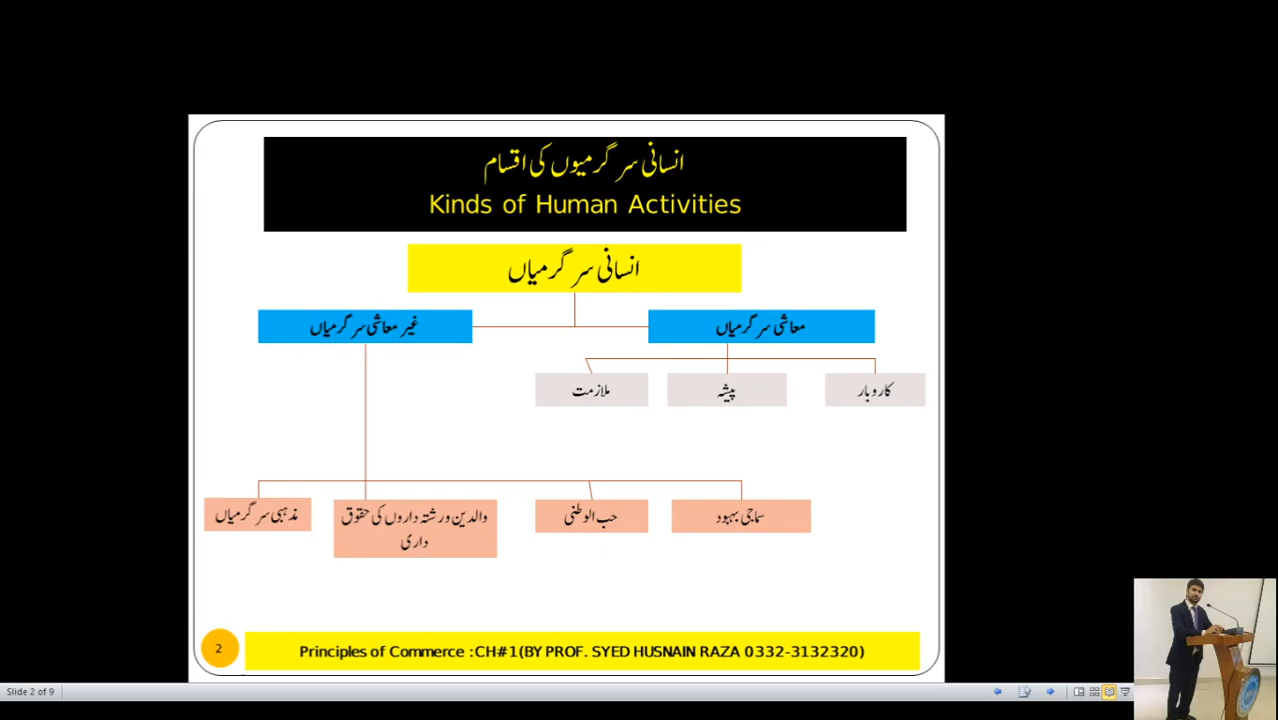 انسانی سرگرمیوں کی اقسام
Kinds of Human Activities
انسانی سرگرمیاں
معاشی سرگرمیاں
غیر معاشی سرگرمیاں
کاروبار
پیشہ
ملازمت
سماجی بہبود
حب الوطنی
والدین ورشتہ داروں کی حقوق
داری
مذہبی سرگرمیاں
2
Principles of Commerce :CH#1(BY PROF. SYED HUSNAIN RAZA 0332-3132320)
Slide 2 of 9